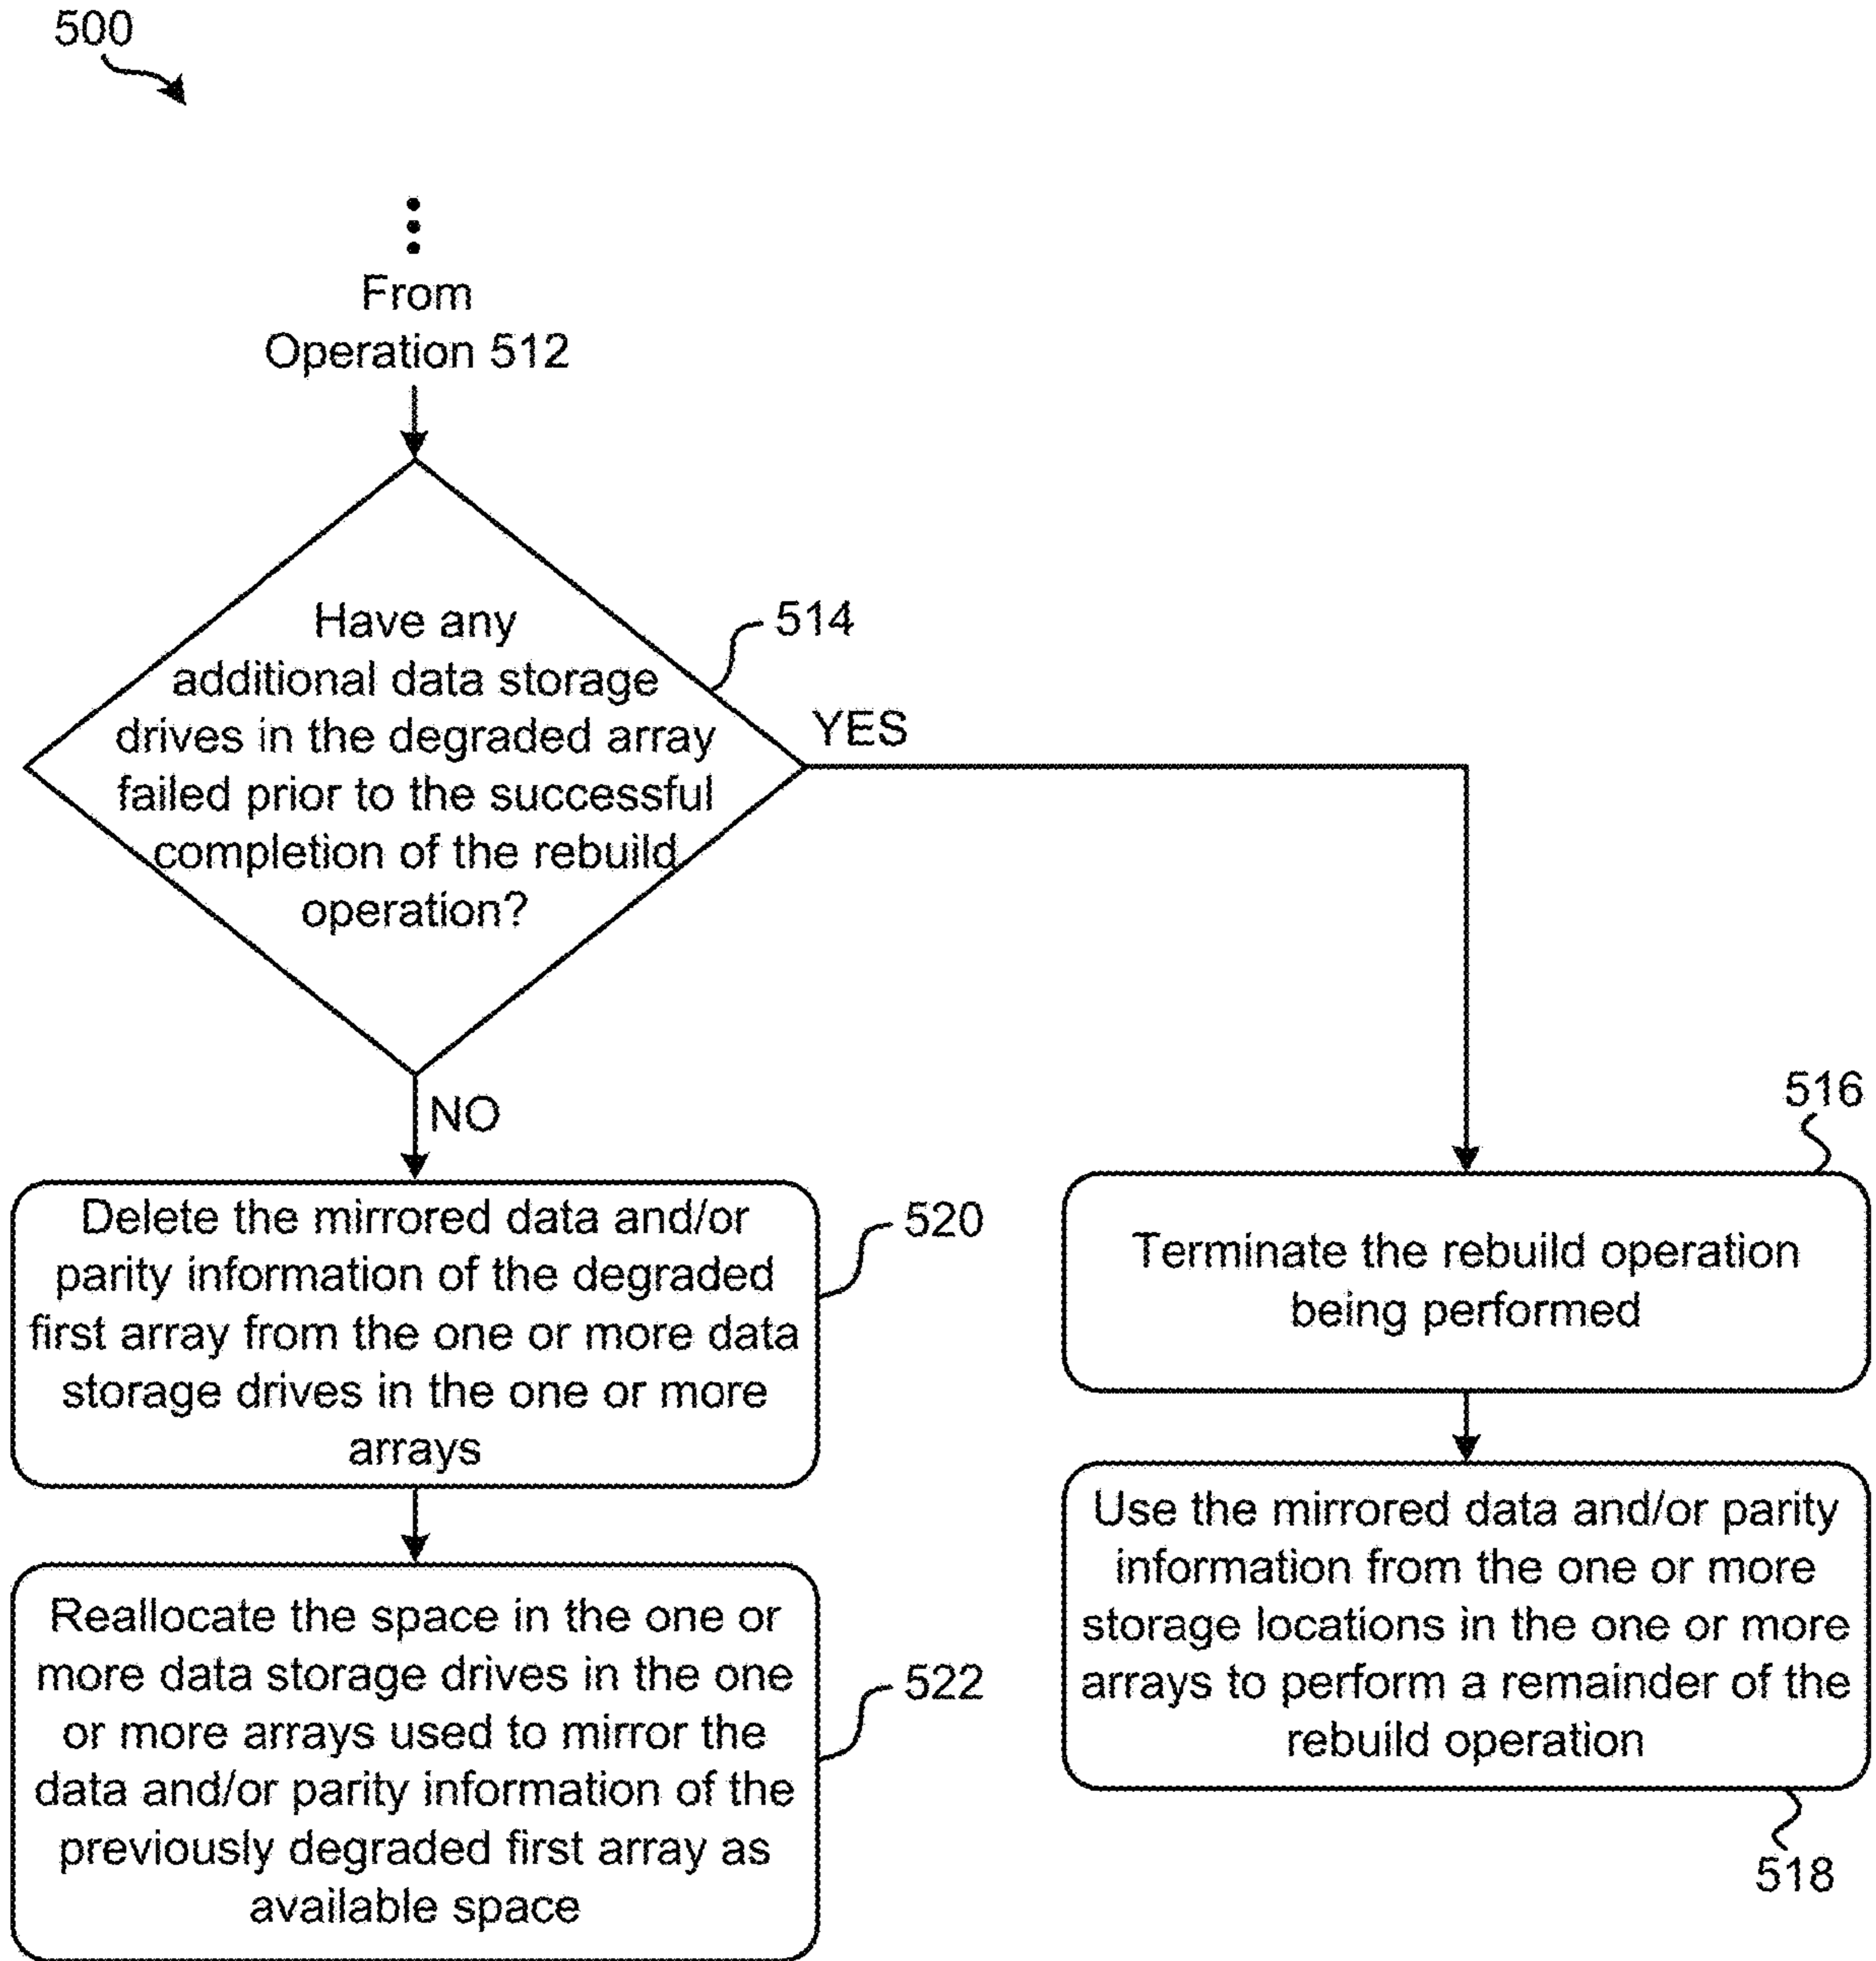 500
From
Operation 512
Have any
additional data storage
drives in the degraded array
failed prior to the successful
completion of the rebuild
operation?
514
YES
NO
516
Delete the mirrored data and/or
parity information of the degraded
first array from the one or more data
storage drives in the one or more
arrays
520
Terminate the rebuild operation
being performed
Reallocate the space in the one or
more data storage drives in the one
or more arrays used to mirror the
data and/or parity information of the
previously degraded first array as
available space
522
Use the mirrored data and/or parity
information from the one or more
storage locations in the one or more
arrays to perform a remainder of the
rebuild operation
518